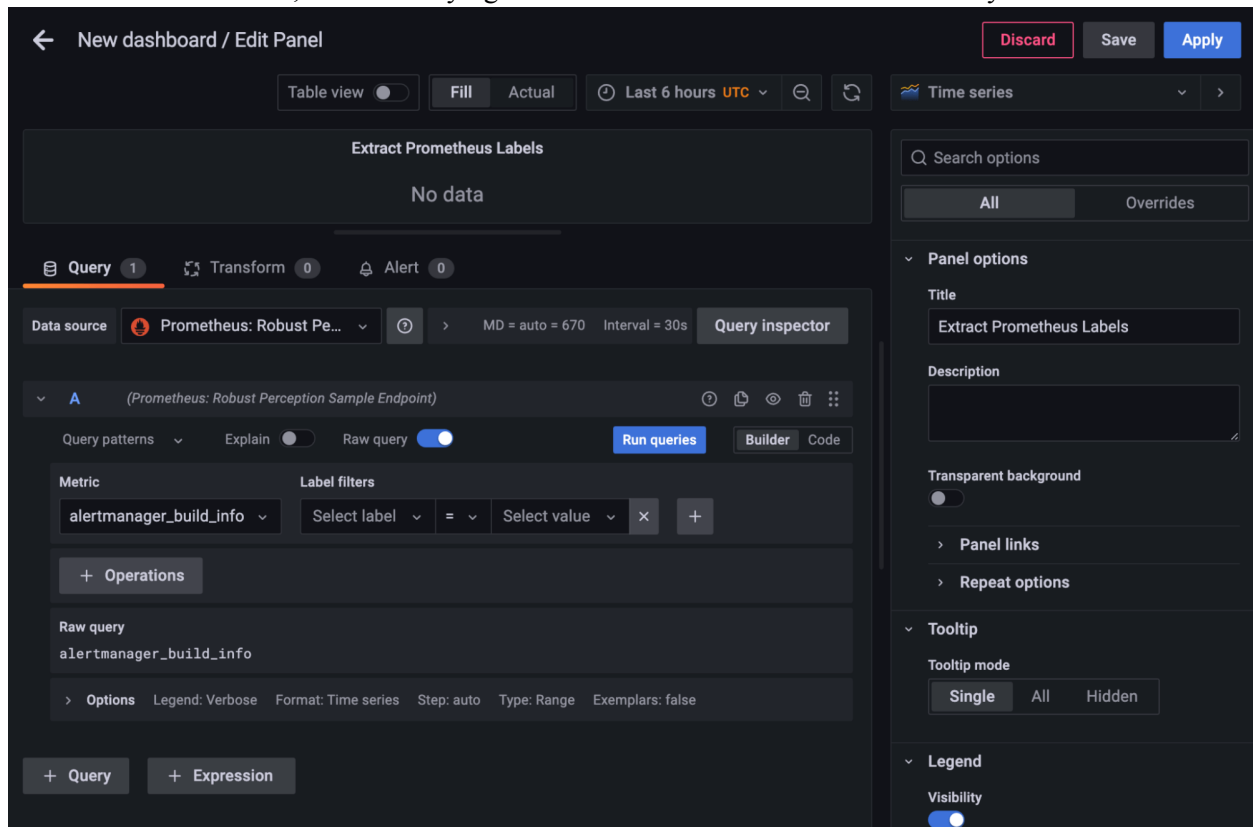 New dashboard / Edit Panel
Discard
Save
Apply
Table view
Fill
Actual
Last 6 hours UTC
Time series
Extract Prometheus Labels
No data
Search options
All
Overrides
Query 1
Transform 0
Alert 0
Panel options
Title
Extract Prometheus Labels
Description
Data source
Prometheus: Robust Pe...
MD = auto = 670 Interval = 30s
Query inspector
A (Prometheus: Robust Perception Sample Endpoint)
Query patterns
Explain
Raw query
Run queries
Builder
Code
Transparent background
Metric
Label filters
alertmanager_build_info
Select label
=
Select value
Panel links
+ Operations
Repeat options
Raw query
alertmanager_build_info
Tooltip
Tooltip mode
Single
All
Hidden
Options Legend: Verbose Format: Time series Step: auto Type: Range Exemplars: false
+ Query
+ Expression
Legend
Visibility